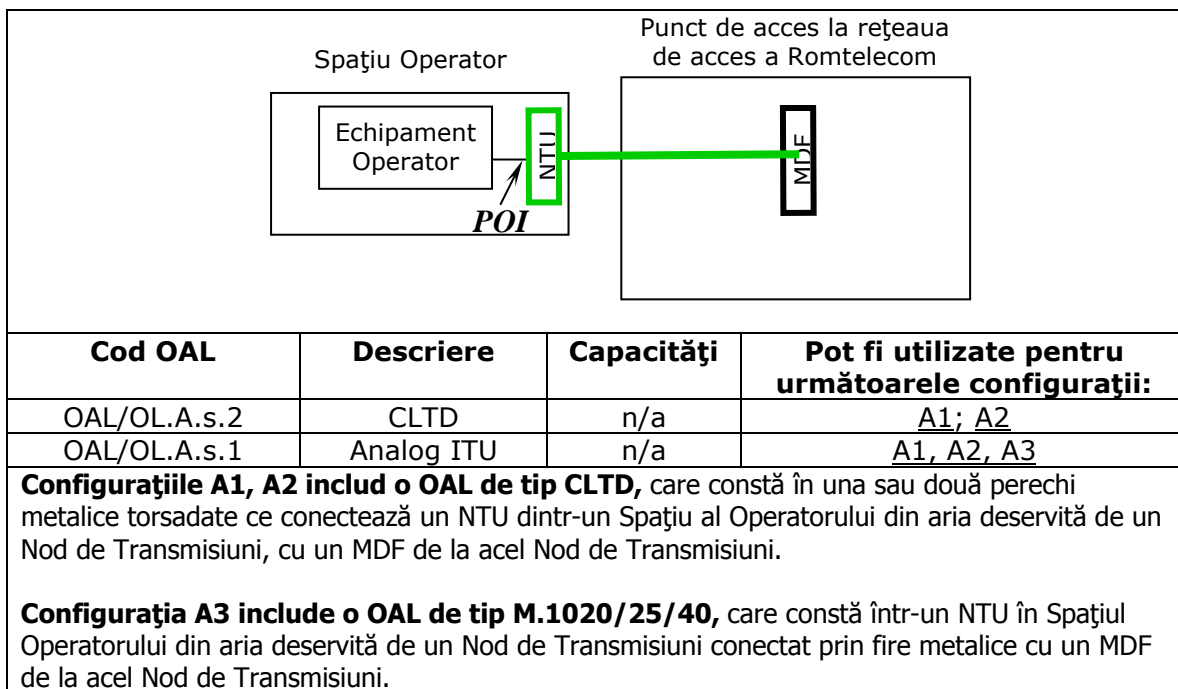 Punct de acces la reţeaua
de acces a Romtelecom
Spaţiu Operator
Echipament
Operator
NTU
MDF
POI
Cod OAL Descriere Capacităţi Pot fi utilizate pentru
următoarele configuraţii:
OAL/OL.A.s.2 CLTD n/a A1; A2
OAL/OL.A.s.1 Analog ITU n/a A1, A2, A3
Configuraţiile A1, A2 includ o OAL de tip CLTD, care constă în una sau două perechi
metalice torsadate ce conectează un NTU dintr-un Spaţiu al Operatorului din aria deservită de un
Nod de Transmisiuni, cu un MDF de la acel Nod de Transmisiuni.
Configuraţia A3 include o OAL de tip M.1020/25/40, care constă într-un NTU în Spaţiul
Operatorului din aria deservită de un Nod de Transmisiuni conectat prin fire metalice cu un MDF
de la acel Nod de Transmisiuni.